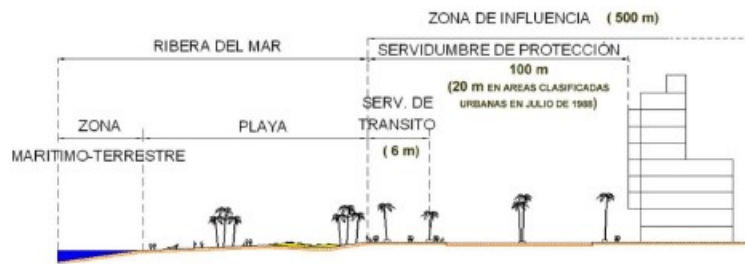 ZONA DE INFLUENCIA (500 m)
RIBERA DEL MAR
SERVIDUMBRE DE PROTECCIÓN
100 m
(20 m EN AREAS CLASIFICADAS
URBANAS EN JULIO DE 1988)
SERV. DE
TRANSITO
(6 m)
ZONA
MARITIMO-TERRESTRE
PLAYA